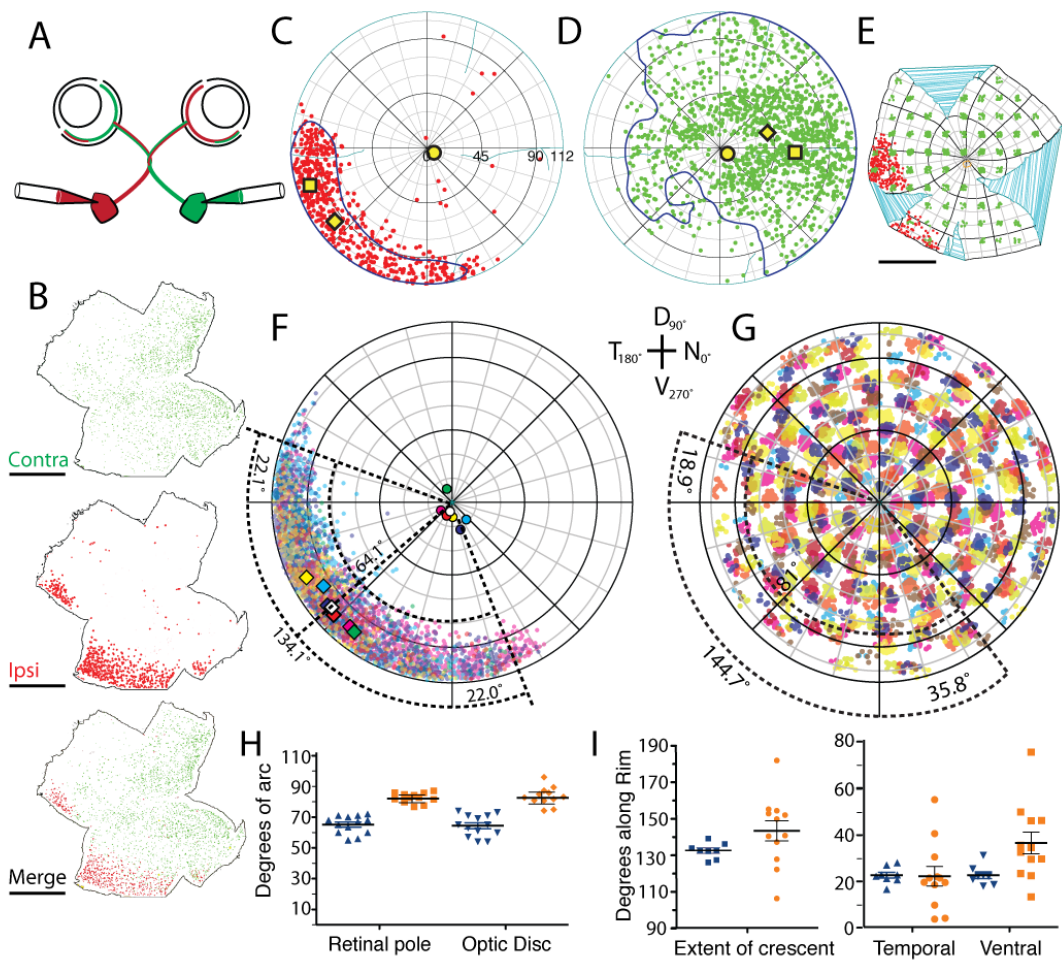 A
C
D
E
0
45
90
112
B
Contra
Ipsi
Merge
F
D90°
T180°
N0°
V270°
G
22.1°
64.1°
134.1°
22.0°
18.9°
81°
144.7°
35.8°
H
Degrees of arc
110
90
70
50
30
10
Retinal pole
Optic Disc
I
Degrees along Rim
190
170
150
130
110
90
Extent of crescent
80
60
40
20
0
Temporal
Ventral